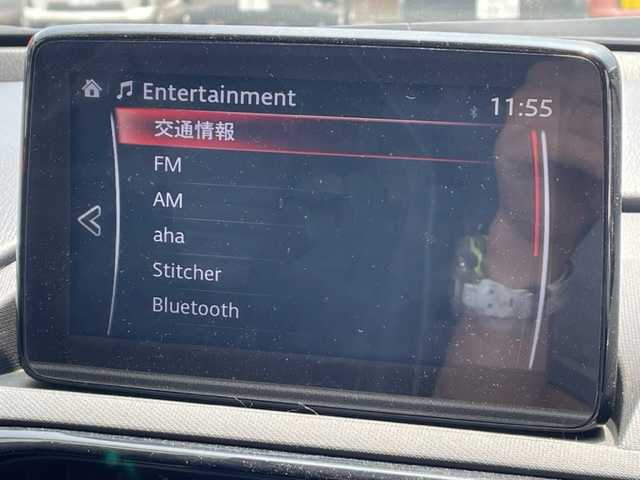 Entertainment
11:55
交通情報
FM
AM
aha
Stitcher
Bluetooth